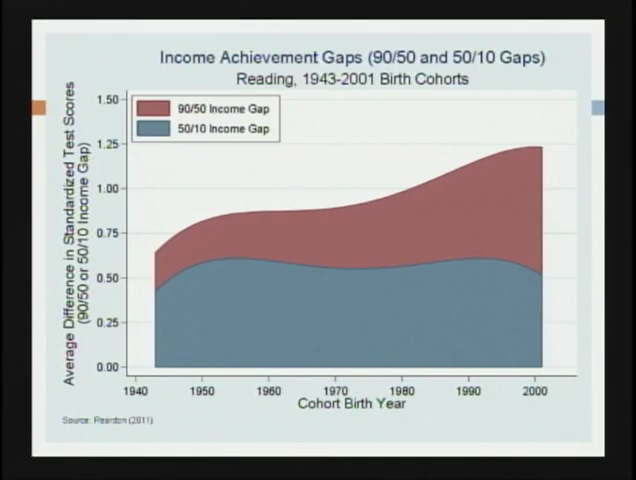 Income Achievement Gaps (90/50 and 50/10 Gaps)
Reading, 1943-2001 Birth Cohorts
90/50 Income Gap
50/10 Income Gap
Average Difference in Standardized Test Scores
(90/50 or 50/10 Income Gap)
1.50
1.25
1.00
0.75
0.50
0.25
0.00
1940 1950 1960 1970 1980 1990 2000
Cohort Birth Year
Source: Reardon (2011)